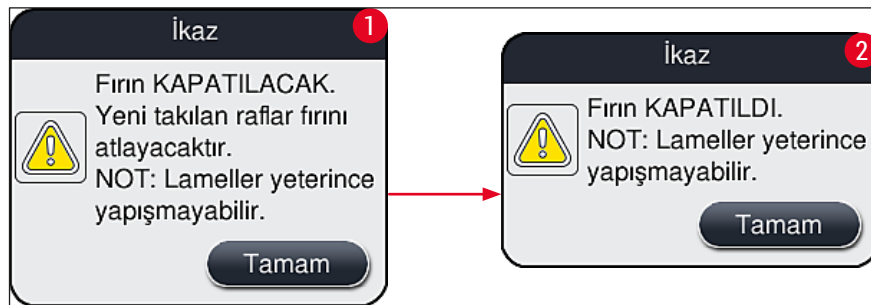 İkaz
1
Fırın KAPATILACAK.
Yeni takılan raflar fırını
atlayacaktır.
NOT: Lameller yeterince
yapışmayabilir.
Tamam
İkaz
2
Fırın KAPATILDI.
NOT: Lameller yeterince
yapışmayabilir.
Tamam